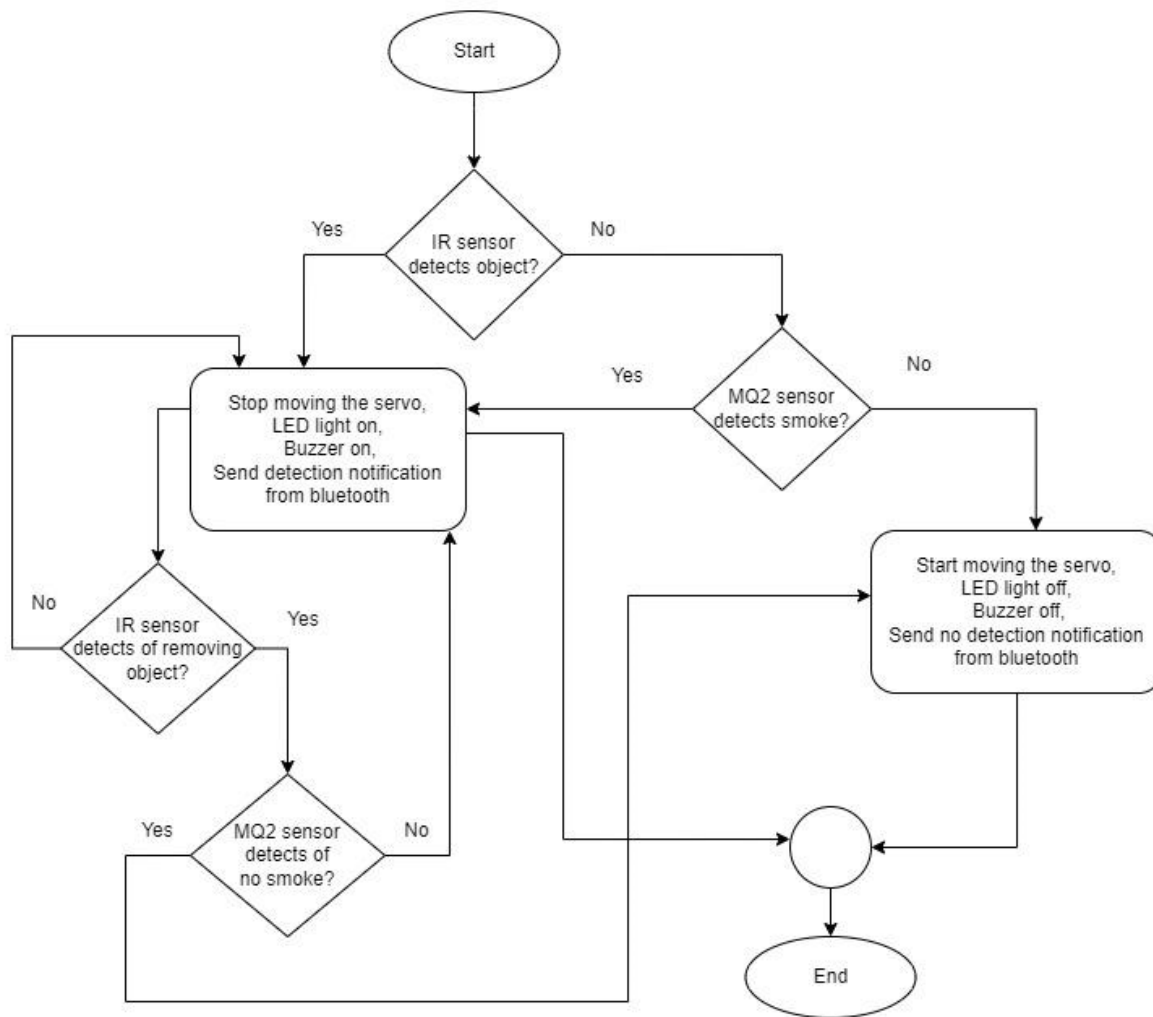 Start
Yes
No
IR sensor
detects object?
Yes
No
MQ2 sensor
detects smoke?
Stop moving the servo,
LED light on,
Buzzer on,
Send detection notification
from bluetooth
Start moving the servo,
LED light off,
Buzzer off,
Send no detection notification
from bluetooth
No
Yes
IR sensor
detects of removing
object?
Yes
No
MQ2 sensor
detects of
no smoke?
End